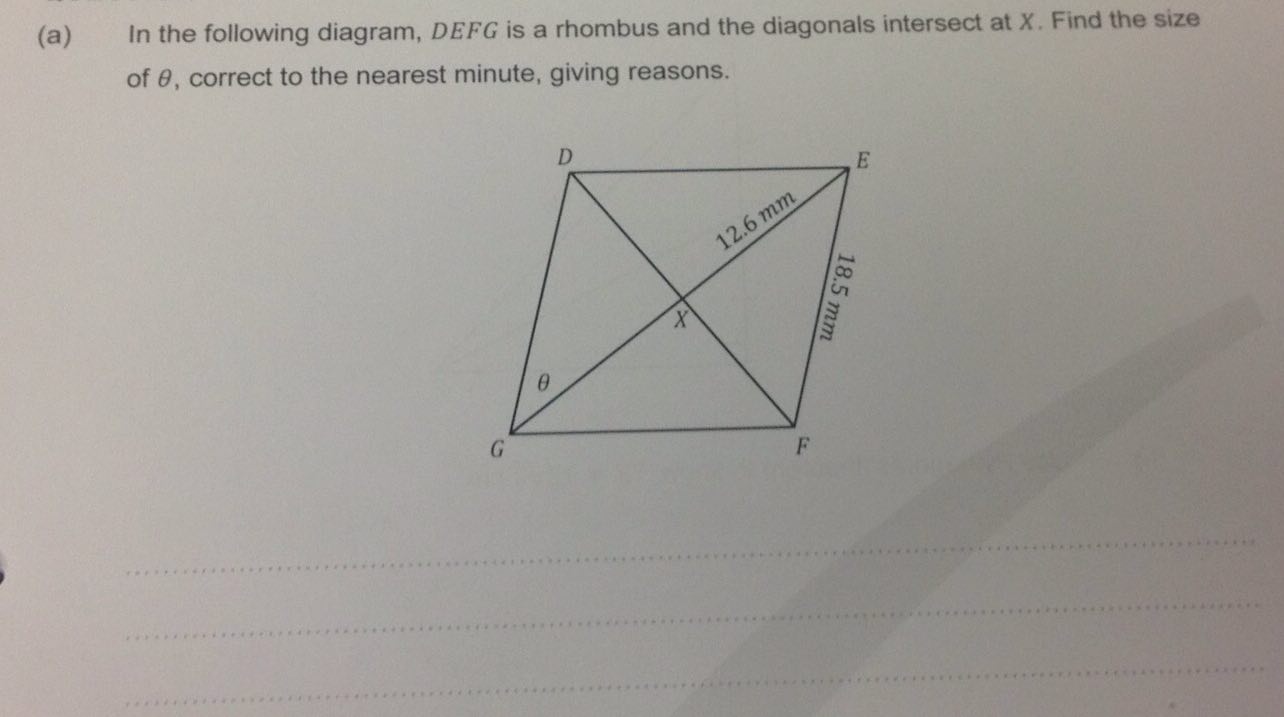 (a) In the following diagram, DEFG is a rhombus and the diagonals intersect at X. Find the size
of θ, correct to the nearest minute, giving reasons.
D
E
12.6 mm
18.5 mm
X
θ
G
F